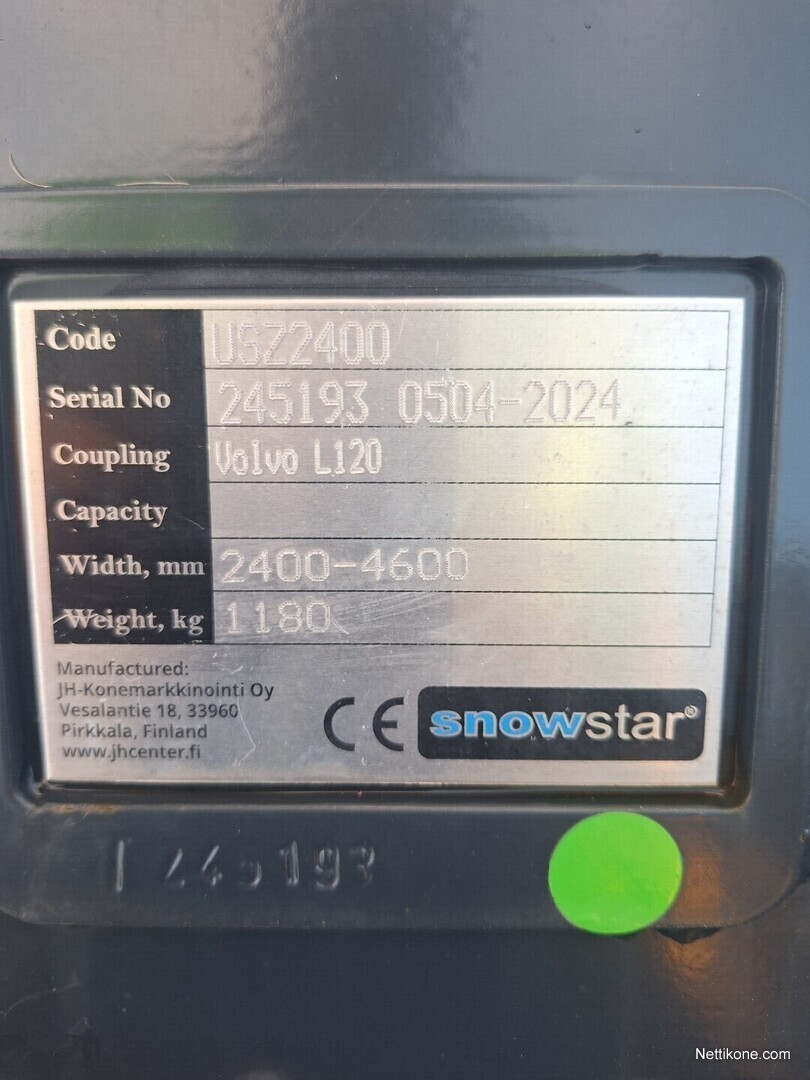 Code USZ2400
Serial No 245193 0504-2024
Coupling Volvo L120
Capacity
Width, mm 2400-4600
Weight, kg 1180
Manufactured:
JH-Konemarkkinointi Oy
Vesalantie 18, 33960
Pirkkala, Finland
www.jhcenter.fi
CE snowstar®
245193
Nettikone.com